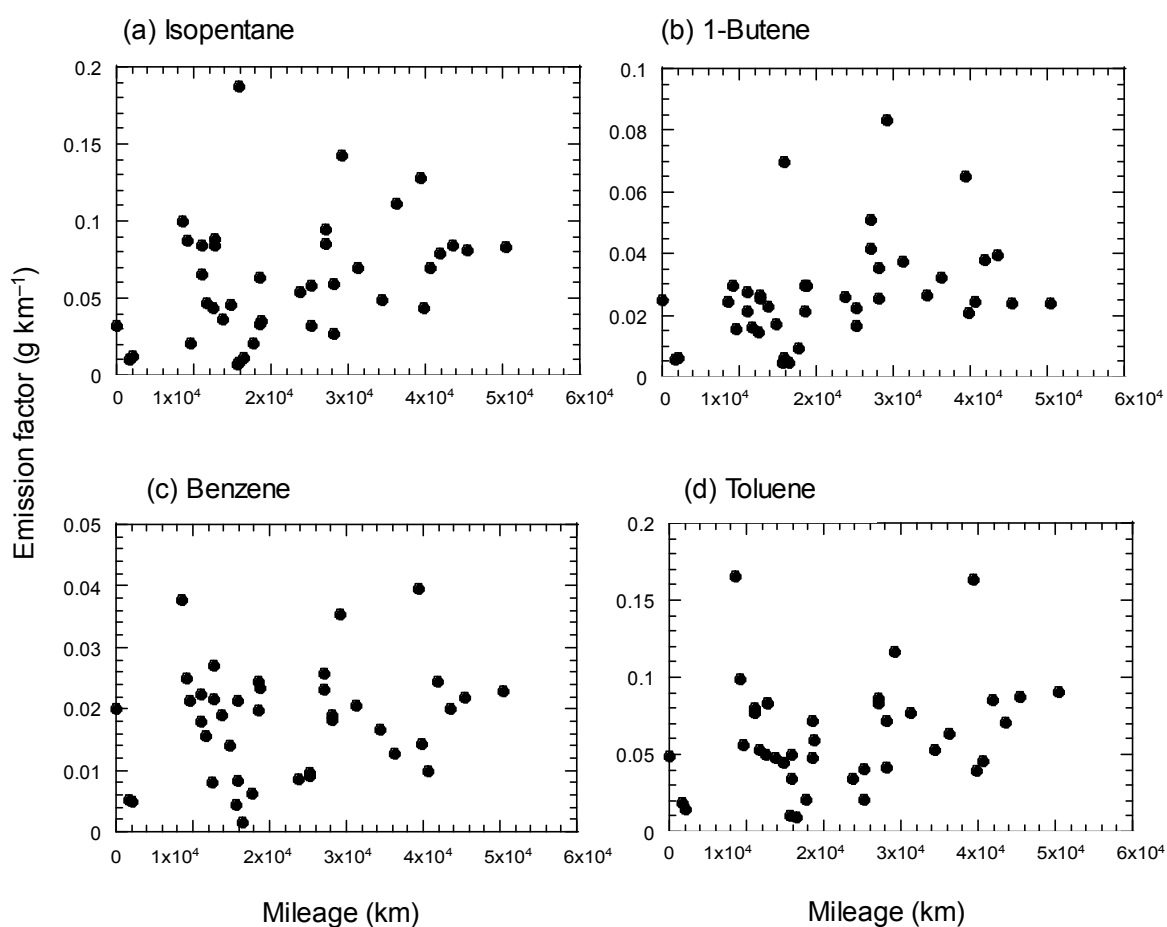 (a) Isopentane
(b) 1-Butene
0.2
0.15
0.1
0.05
0
0 1x10⁴ 2x10⁴ 3x10⁴ 4x10⁴ 5x10⁴ 6x10⁴
0.1
0.08
0.06
0.04
0.02
0
0 1x10⁴ 2x10⁴ 3x10⁴ 4x10⁴ 5x10⁴ 6x10⁴
Emission factor (g km⁻¹)
(c) Benzene
(d) Toluene
0.05
0.04
0.03
0.02
0.01
0
0 1x10⁴ 2x10⁴ 3x10⁴ 4x10⁴ 5x10⁴ 6x10⁴
0.2
0.15
0.1
0.05
0
0 1x10⁴ 2x10⁴ 3x10⁴ 4x10⁴ 5x10⁴ 6x10⁴
Mileage (km)
Mileage (km)